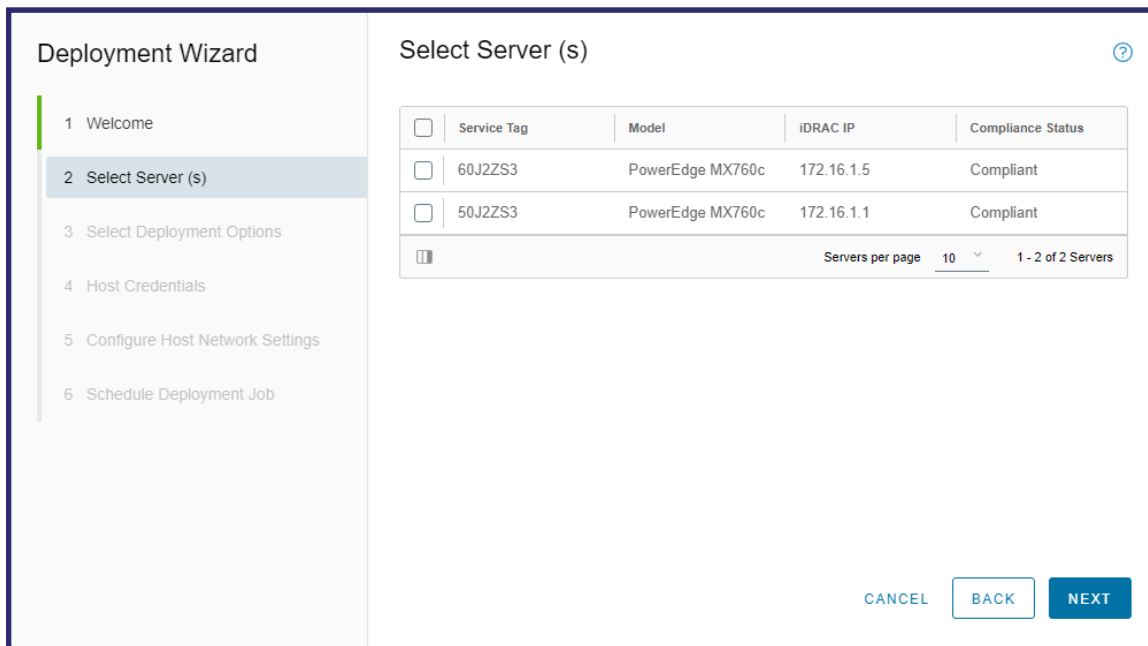 Deployment Wizard
1 Welcome
2 Select Server (s)
3 Select Deployment Options
4 Host Credentials
5 Configure Host Network Settings
6 Schedule Deployment Job
Select Server (s)
?
Service Tag Model iDRAC IP Compliance Status
60J2ZS3 PowerEdge MX760c 172.16.1.5 Compliant
50J2ZS3 PowerEdge MX760c 172.16.1.1 Compliant
Servers per page 10 1 - 2 of 2 Servers
CANCEL BACK NEXT